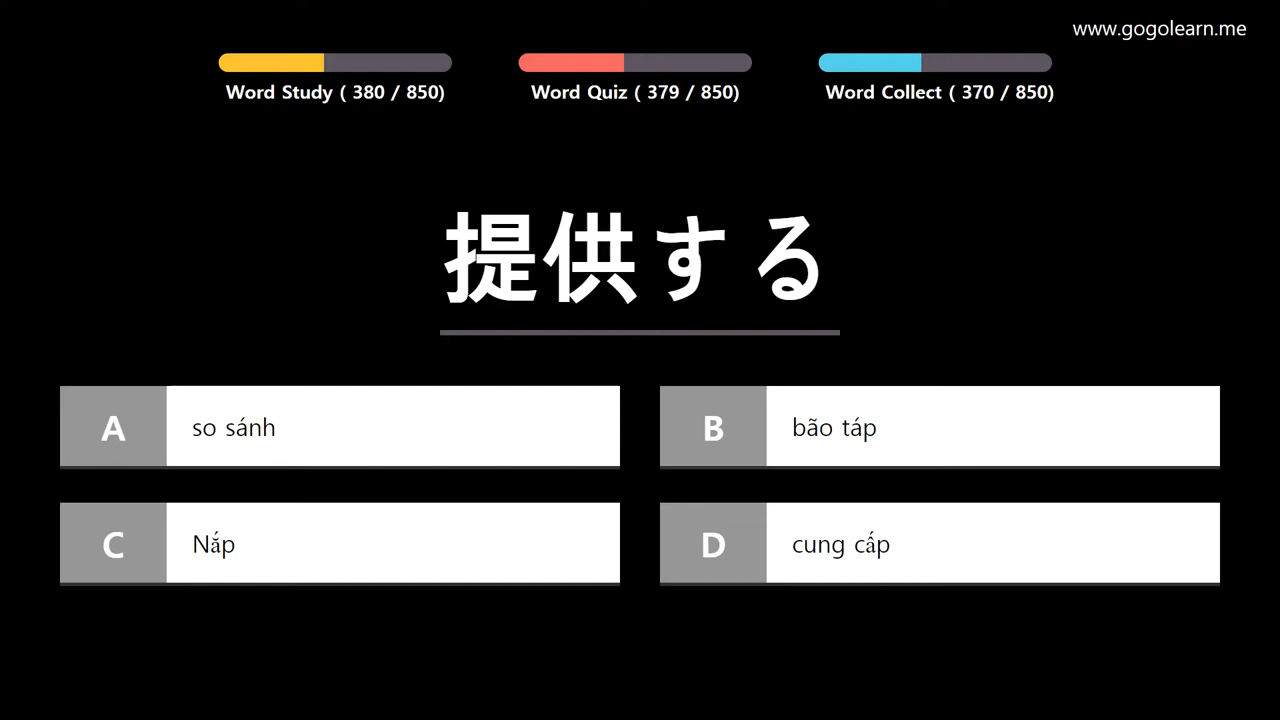 www.gogolearn.me
Word Study ( 380 / 850)
Word Quiz ( 379 / 850)
Word Collect ( 370 / 850)
提供する
A
so sánh
B
bão táp
C
Nắp
D
cung cấp